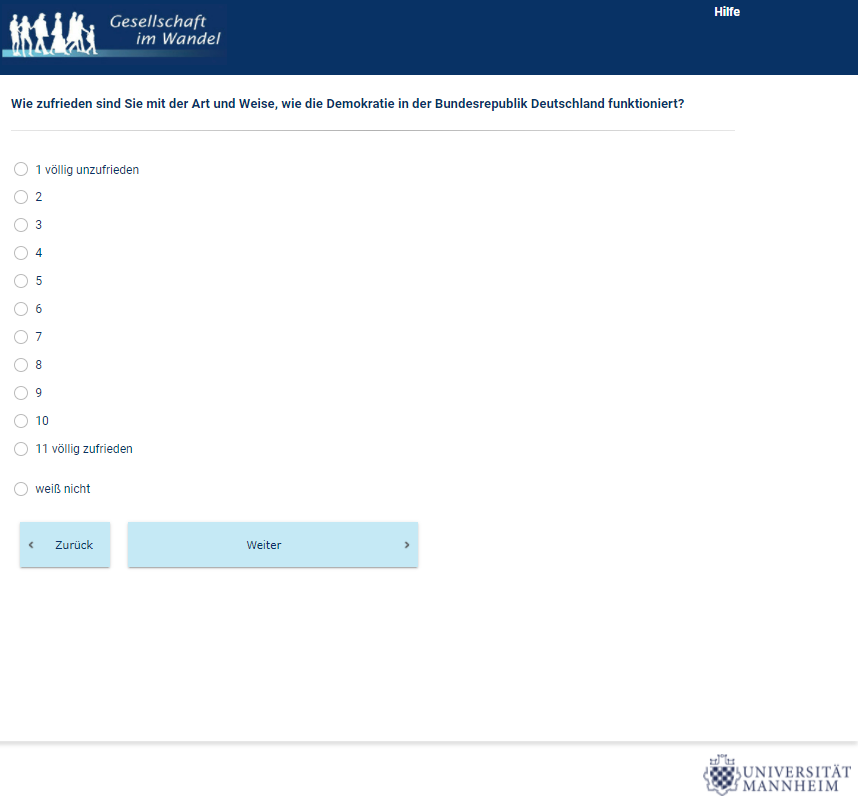 Gesellschaft
im Wandel
Hilfe
Wie zufrieden sind Sie mit der Art und Weise, wie die Demokratie in der Bundesrepublik Deutschland funktioniert?
1 völlig unzufrieden
2
3
4
5
6
7
8
9
10
11 völlig zufrieden
weiß nicht
‹ Zurück
Weiter ›
UNIVERSITÄT
MANNHEIM